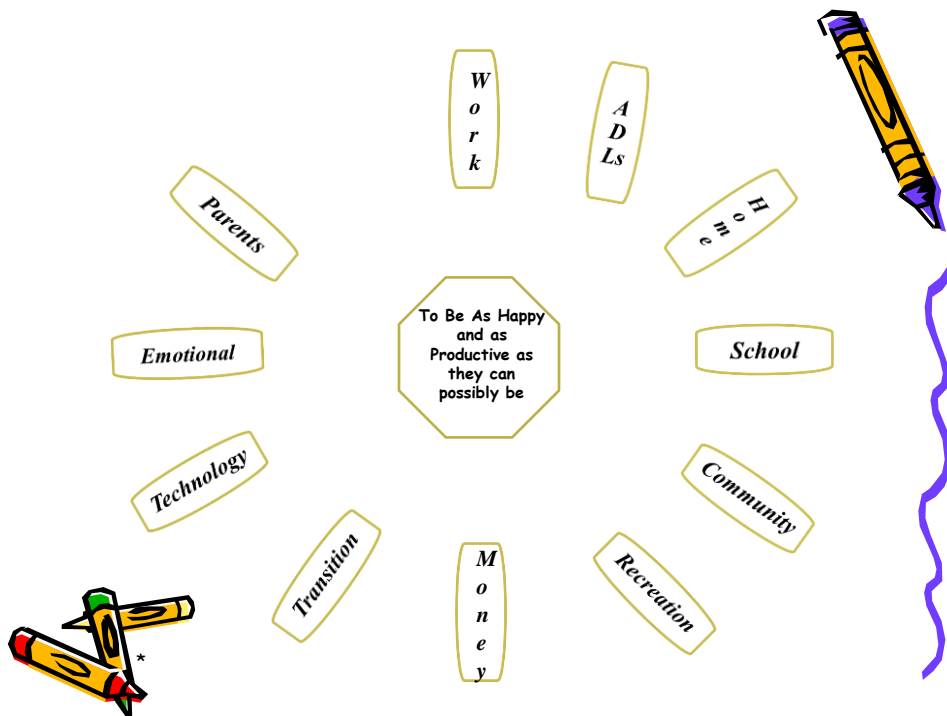 Work
ADLs
Home
Parents
To Be As Happy
and as
Productive as
they can
possibly be
Emotional
School
Technology
Community
Transition
Money
Recreation
*